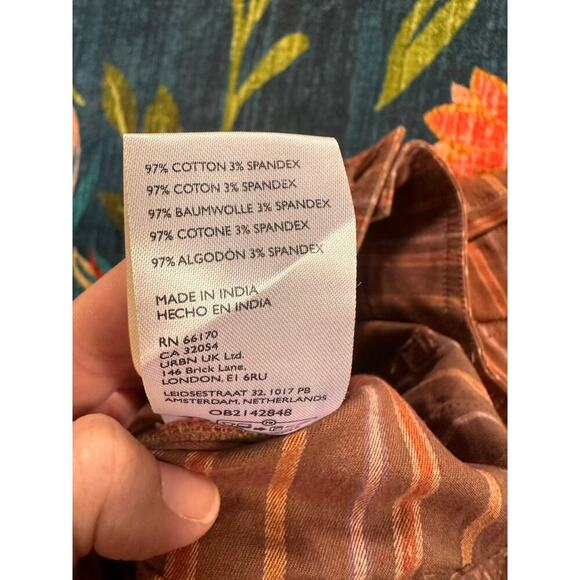 97% COTTON 3% SPANDEX
97% COTON 3% SPANDEX
97% BAUMWOLLE 3% SPANDEX
97% COTONE 3% SPANDEX
97% ALGODÓN 3% SPANDEX
MADE IN INDIA
HECHO EN INDIA
RN 66170
CA 32054
URBN UK Ltd.
146 Brick Lane,
LONDON, E1 6RU
LEIDSESTRAAT 32, 1017 PB
AMSTERDAM, NETHERLANDS
OB2142848